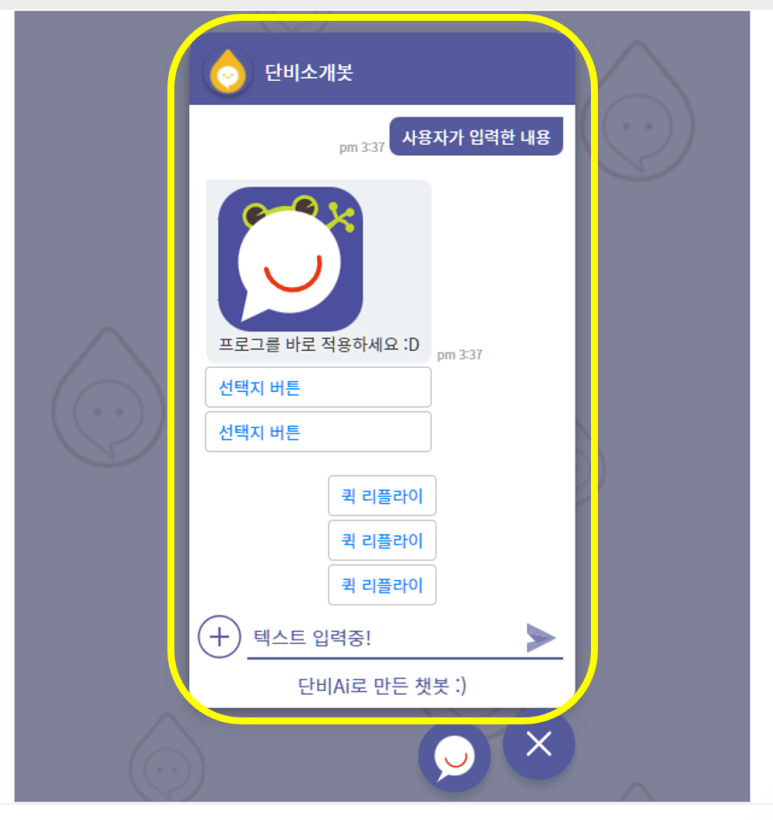 단비소개봇
pm 3:37 사용자가 입력한 내용
프로그를 바로 적용하세요 :D pm 3:37
선택지 버튼
선택지 버튼
퀵 리플라이
퀵 리플라이
퀵 리플라이
텍스트 입력중!
단비Ai로 만든 챗봇 :)